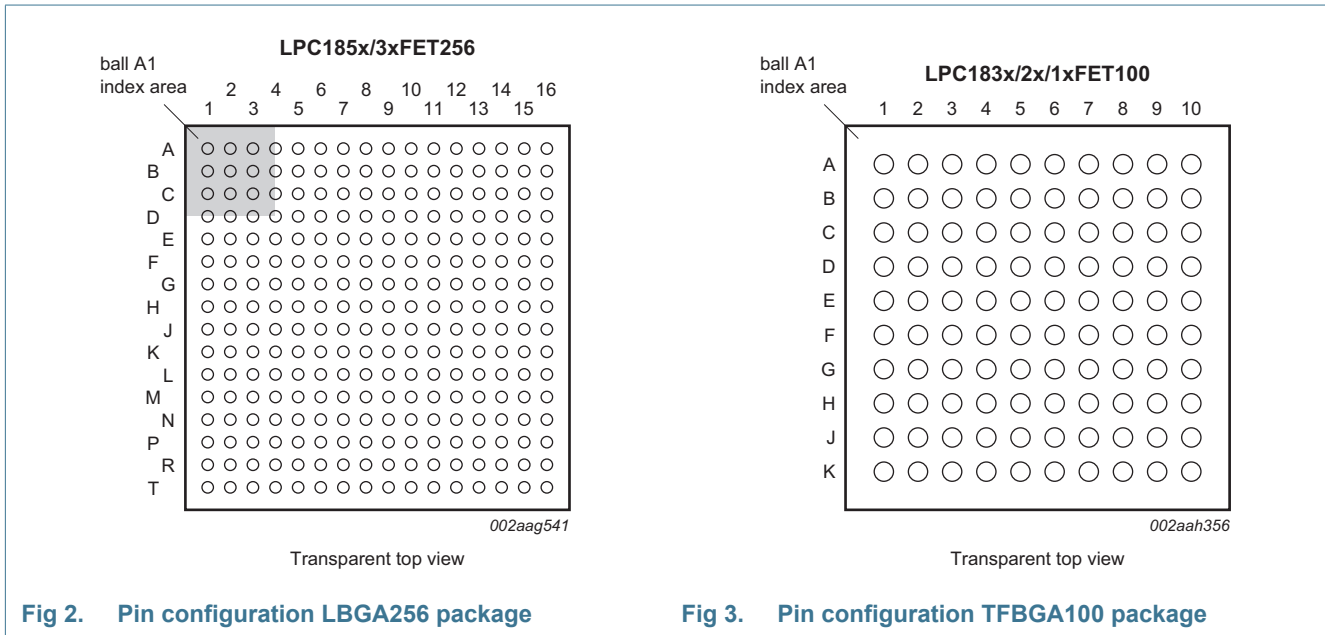 LPC185x/3xFET256
ball A1
index area
2 4 6 8 10 12 14 16
1 3 5 7 9 11 13 15
A
B
C
D
E
F
G
H
J
K
L
M
N
P
R
T
002aag541
Transparent top view
Fig 2. Pin configuration LBGA256 package
LPC183x/2x/1xFET100
ball A1
index area
1 2 3 4 5 6 7 8 9 10
A
B
C
D
E
F
G
H
J
K
002aah356
Transparent top view
Fig 3. Pin configuration TFBGA100 package